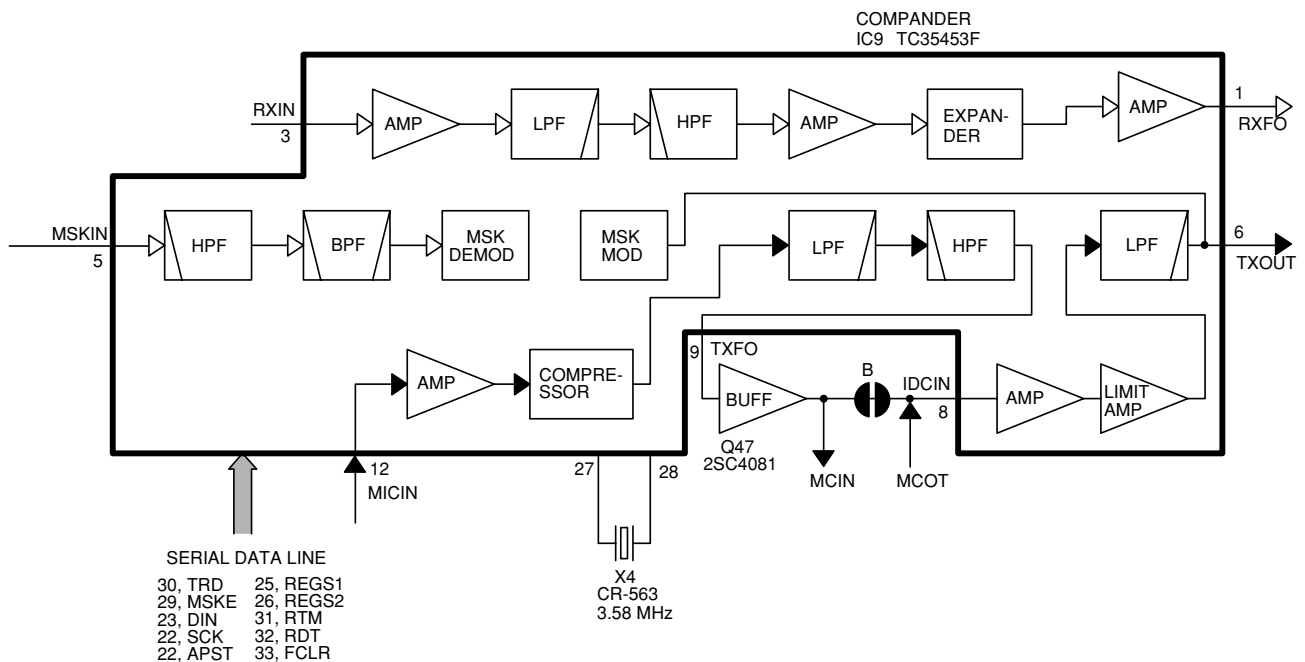 COMPANDER
IC9 TC35453F
RXIN
3
AMP
LPF
HPF
AMP
EXPAN-
DER
AMP
1
RXFO
MSKIN
5
HPF
BPF
MSK
DEMOD
MSK
MOD
LPF
HPF
LPF
6
TXOUT
9
TXFO
AMP
COMPRE-
SSOR
BUFF
B
IDCIN
8
AMP
LIMIT
AMP
Q47
2SC4081
12
MICIN
27
28
MCIN
MCOT
X4
CR-563
3.58 MHz
SERIAL DATA LINE
30, TRD 25, REGS1
29, MSKE 26, REGS2
23, DIN 31, RTM
22, SCK 32, RDT
22, APST 33, FCLR